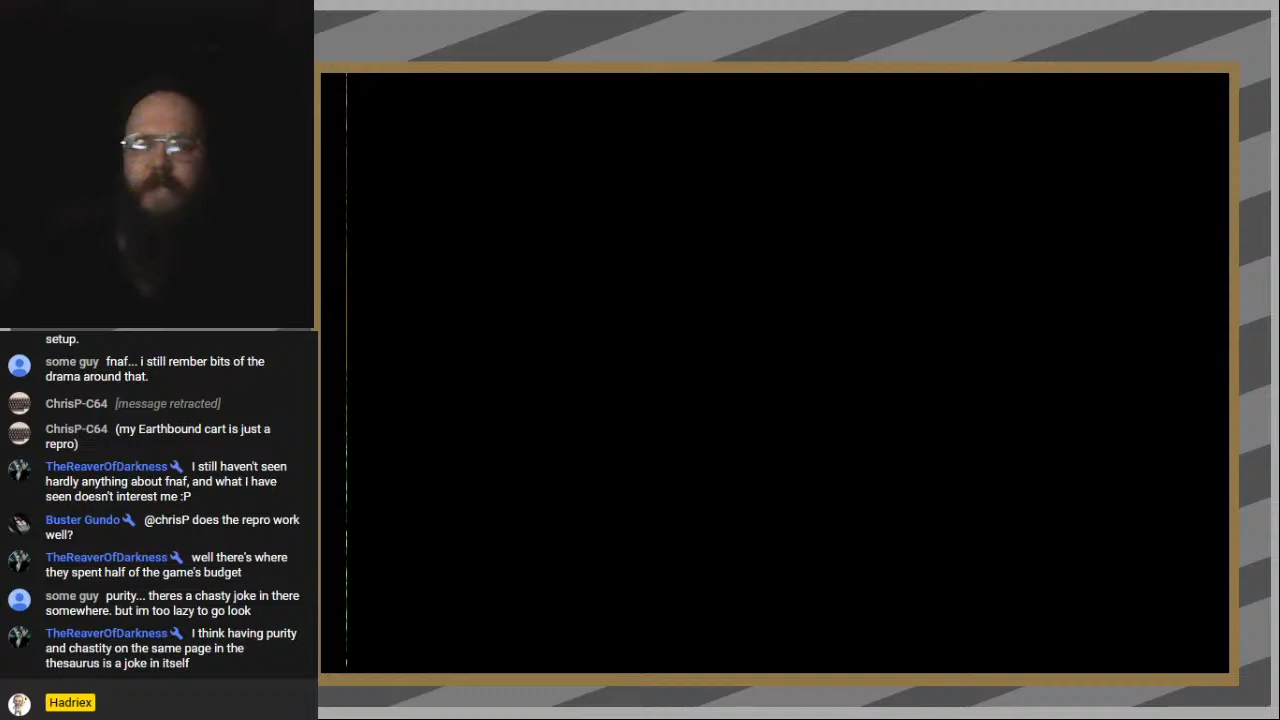 setup.
some guy fnaf... i still rember bits of the
drama around that.
ChrisP-C64 [message retracted]
ChrisP-C64 (my Earthbound cart is just a
repro)
TheReaverOfDarkness I still haven't seen
hardly anything about fnaf, and what I have
seen doesn't interest me :P
Buster Gundo @chrisP does the repro work
well?
TheReaverOfDarkness well there's where
they spent half of the game's budget
some guy purity... theres a chasty joke in there
somewhere. but im too lazy to go look
TheReaverOfDarkness I think having purity
and chastity on the same page in the
thesaurus is a joke in itself
Hadriex